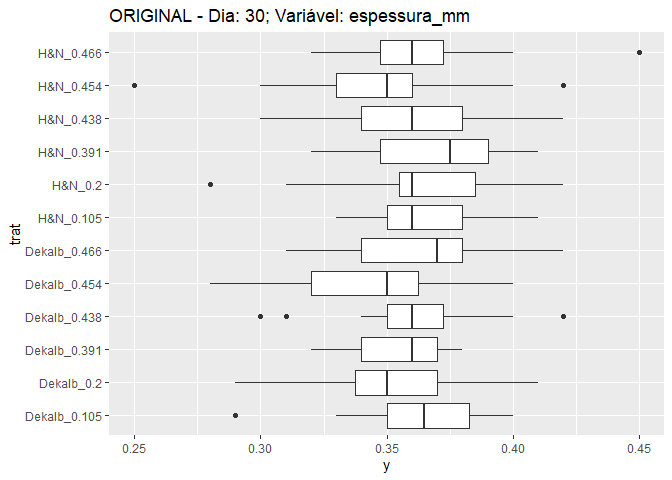 ORIGINAL - Dia: 30; Variável: espessura_mm
H&N_0.466
H&N_0.454
H&N_0.438
H&N_0.391
H&N_0.2
H&N_0.105
Dekalb_0.466
Dekalb_0.454
Dekalb_0.438
Dekalb_0.391
Dekalb_0.2
Dekalb_0.105
trat
0.25 0.30 0.35 0.40 0.45
y